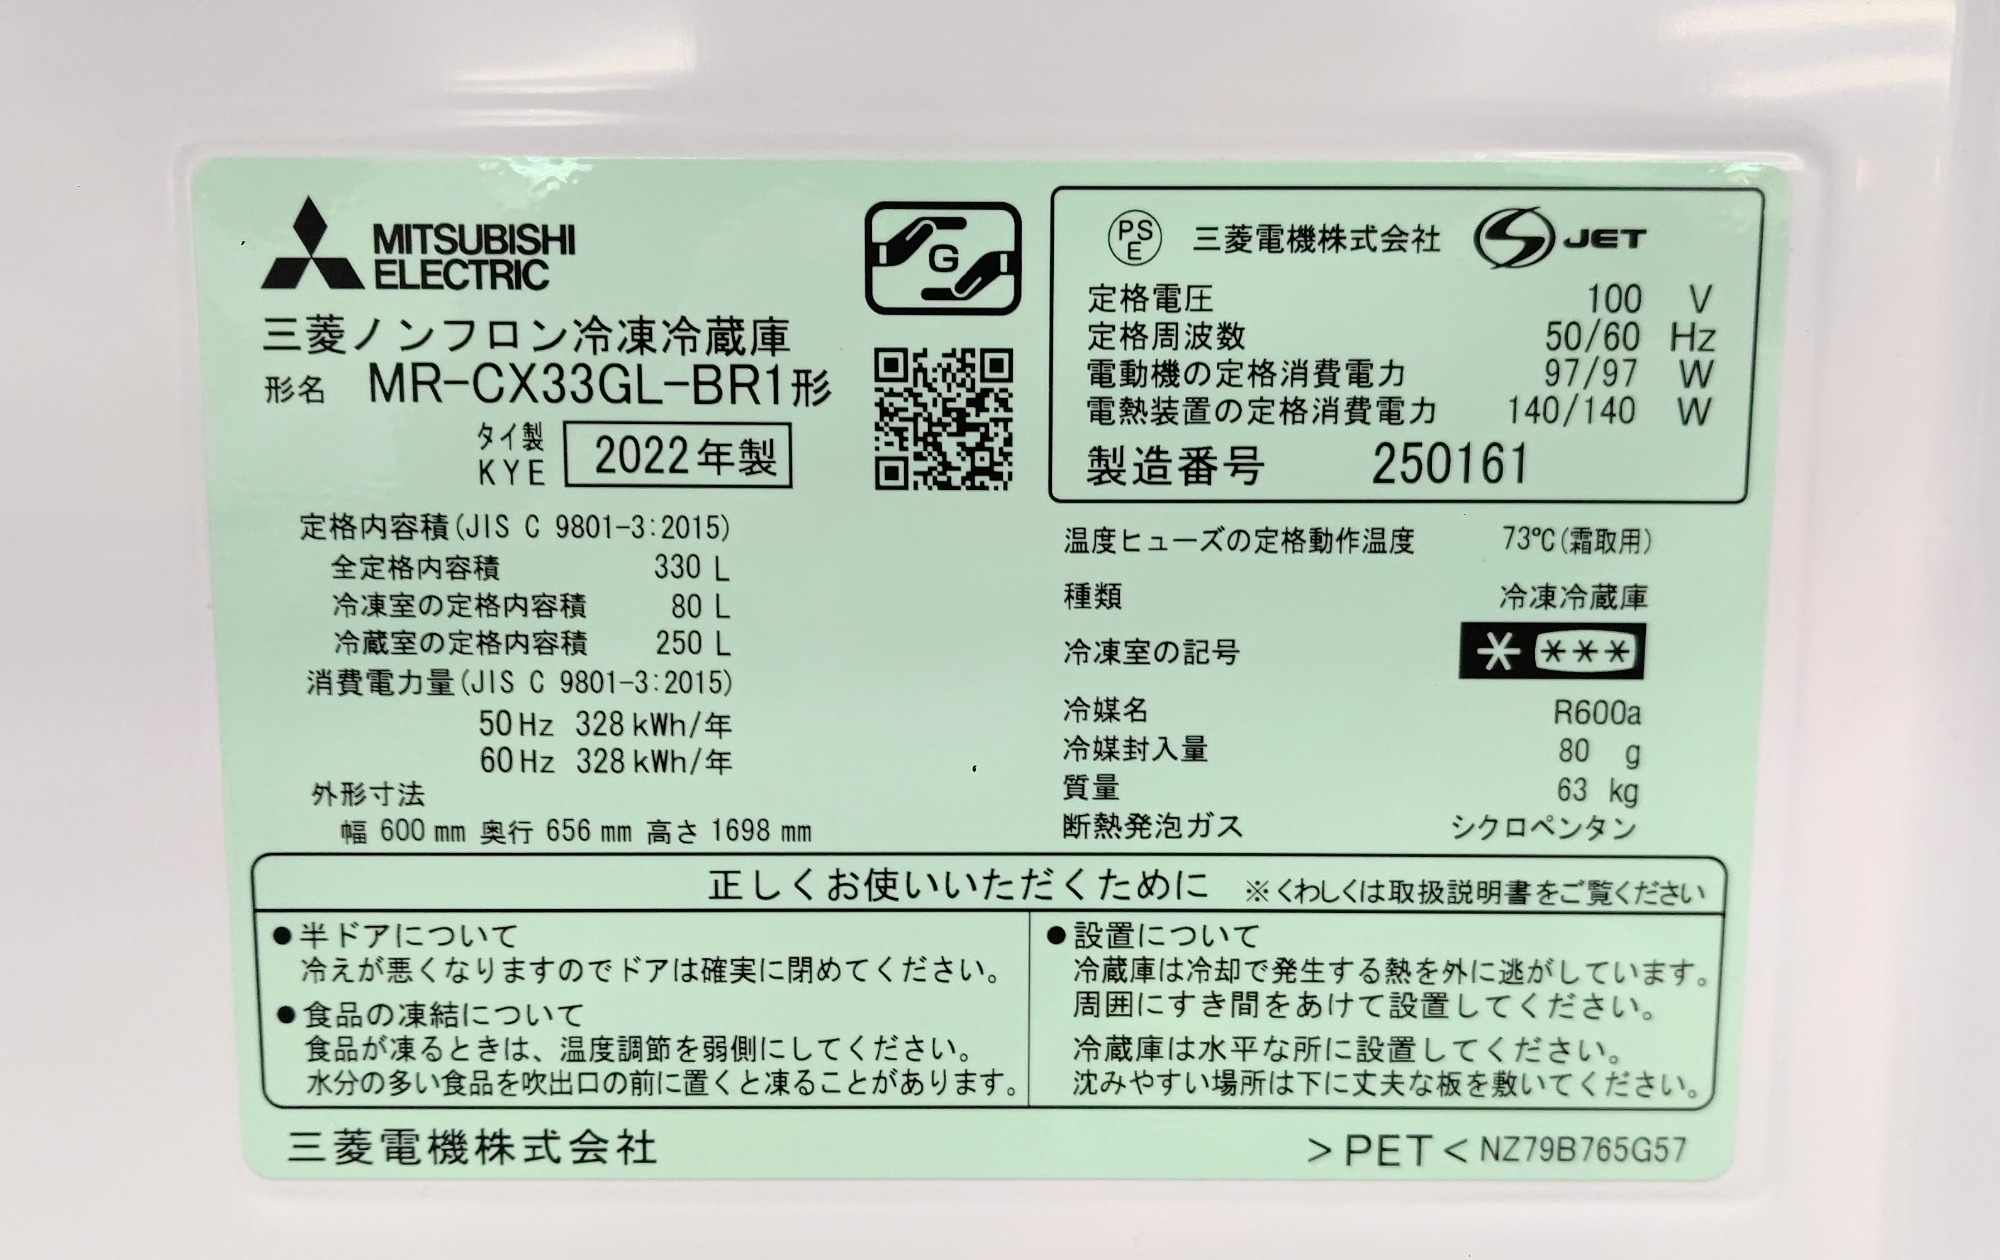 MITSUBISHI
ELECTRIC
G
三菱ノンフロン冷凍冷蔵庫
形名 MR-CX33GL-BR1形
タイ製
KYE
2022年製
定格内容積(JIS C 9801-3:2015)
全定格内容積 330 L
冷凍室の定格内容積 80 L
冷蔵室の定格内容積 250 L
消費電力量(JIS C 9801-3:2015)
50Hz 328kWh/年
60Hz 328kWh/年
外形寸法
幅 600mm 奥行 656mm 高さ 1698mm
PS
E
三菱電機株式会社 JET
定格電圧 100 V
定格周波数 50/60 Hz
電動機の定格消費電力 97/97 W
電熱装置の定格消費電力 140/140 W
製造番号 250161
温度ヒューズの定格動作温度 73℃(霜取用)
種類 冷凍冷蔵庫
冷凍室の記号 * ***
冷媒名 R600a
冷媒封入量 80 g
質量 63 kg
断熱発泡ガス シクロペンタン
正しくお使いいただくために ※くわしくは取扱説明書をご覧ください
●半ドアについて
冷えが悪くなりますのでドアは確実に閉めてください。
●食品の凍結について
食品が凍るときは、温度調節を弱側にしてください。
水分の多い食品を吹出口の前に置くと凍ることがあります。
●設置について
冷蔵庫は冷却で発生する熱を外に逃がしています。
周囲にすき間をあけて設置してください。
冷蔵庫は水平な所に設置してください。
沈みやすい場所は下に丈夫な板を敷いてください。
三菱電機株式会社
>PET< NZ79B765G57